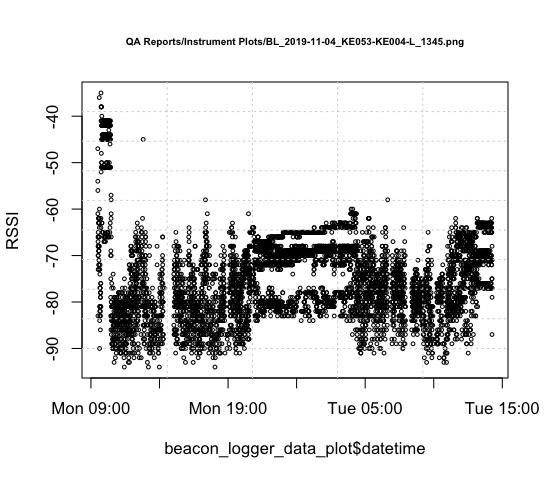 QA Reports/Instrument Plots/BL_2019-11-04_KE053-KE004-L_1345.png
-40
-50
-60
-70
-80
-90
RSSI
Mon 09:00 Mon 19:00 Tue 05:00 Tue 15:00
beacon_logger_data_plot$datetime